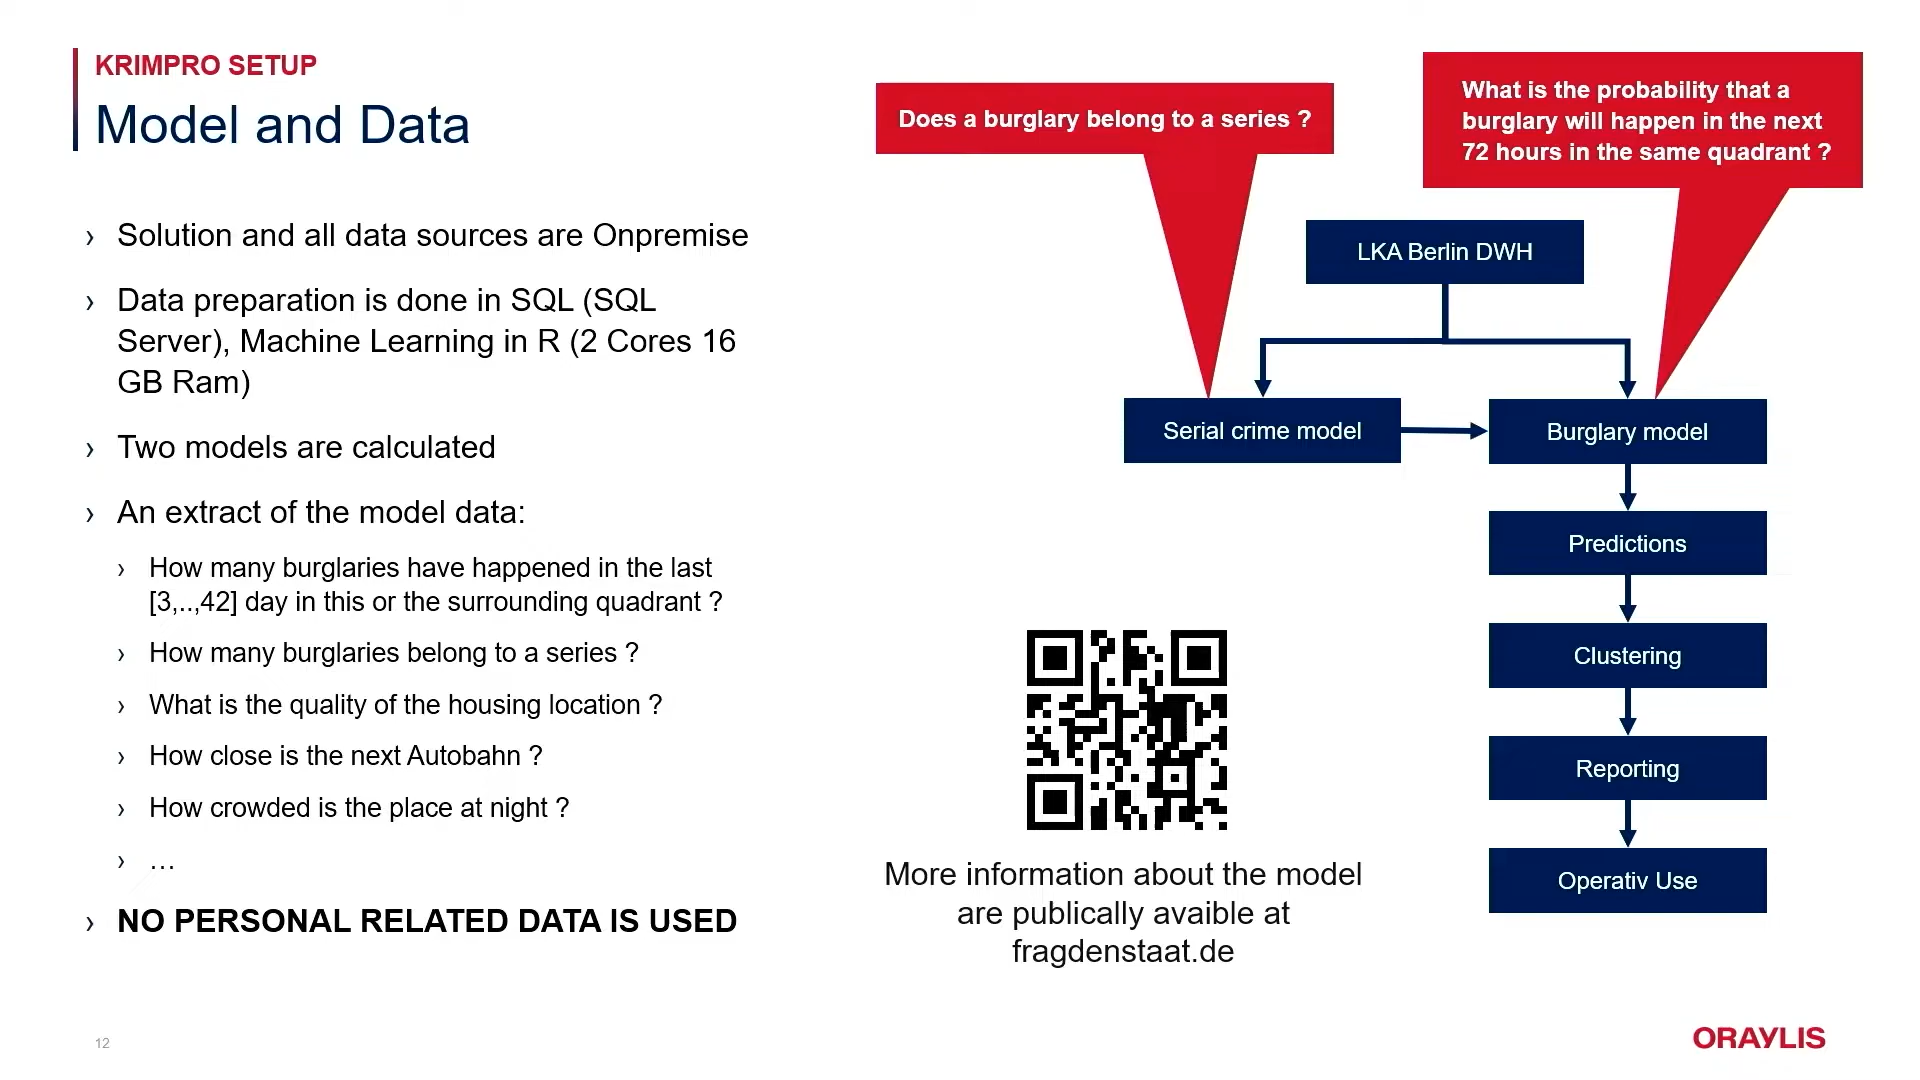 KRIMPRO SETUP
Model and Data
› Solution and all data sources are Onpremise
› Data preparation is done in SQL (SQL
Server), Machine Learning in R (2 Cores 16
GB Ram)
› Two models are calculated
› An extract of the model data:
› How many burglaries have happened in the last
[3,..,42] day in this or the surrounding quadrant ?
› How many burglaries belong to a series ?
› What is the quality of the housing location ?
› How close is the next Autobahn ?
› How crowded is the place at night ?
› …
› NO PERSONAL RELATED DATA IS USED
Does a burglary belong to a series ?
What is the probability that a
burglary will happen in the next
72 hours in the same quadrant ?
LKA Berlin DWH
Serial crime model
Burglary model
Predictions
Clustering
Reporting
Operativ Use
More information about the model
are publically avaible at
fragdenstaat.de
12
ORAYLIS